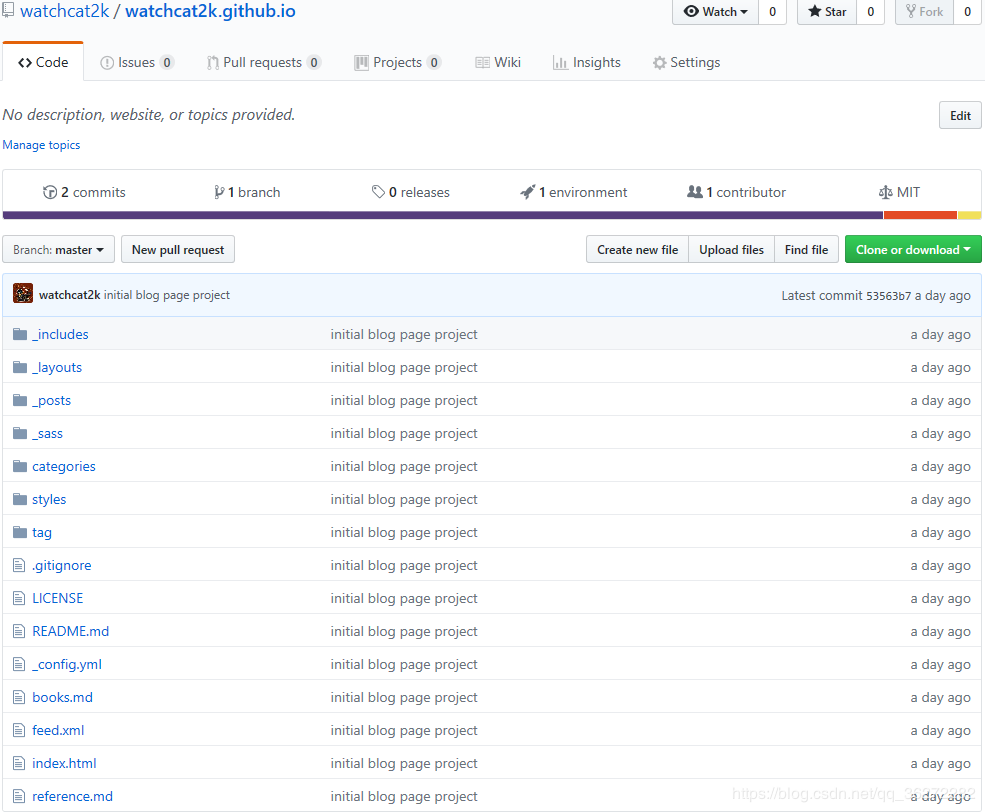 watchcat2k / watchcat2k.github.io Watch 0 Star 0 Fork 0
Code Issues 0 Pull requests 0 Projects 0 Wiki Insights Settings
No description, website, or topics provided. Edit
Manage topics
2 commits 1 branch 0 releases 1 environment 1 contributor MIT
Branch: master New pull request Create new file Upload files Find file Clone or download
watchcat2k initial blog page project Latest commit 53563b7 a day ago
_includes initial blog page project a day ago
_layouts initial blog page project a day ago
_posts initial blog page project a day ago
_sass initial blog page project a day ago
categories initial blog page project a day ago
styles initial blog page project a day ago
tag initial blog page project a day ago
.gitignore initial blog page project a day ago
LICENSE initial blog page project a day ago
README.md initial blog page project a day ago
_config.yml initial blog page project a day ago
books.md initial blog page project a day ago
feed.xml initial blog page project a day ago
index.html initial blog page project a day ago
reference.md initial blog page project a day ago